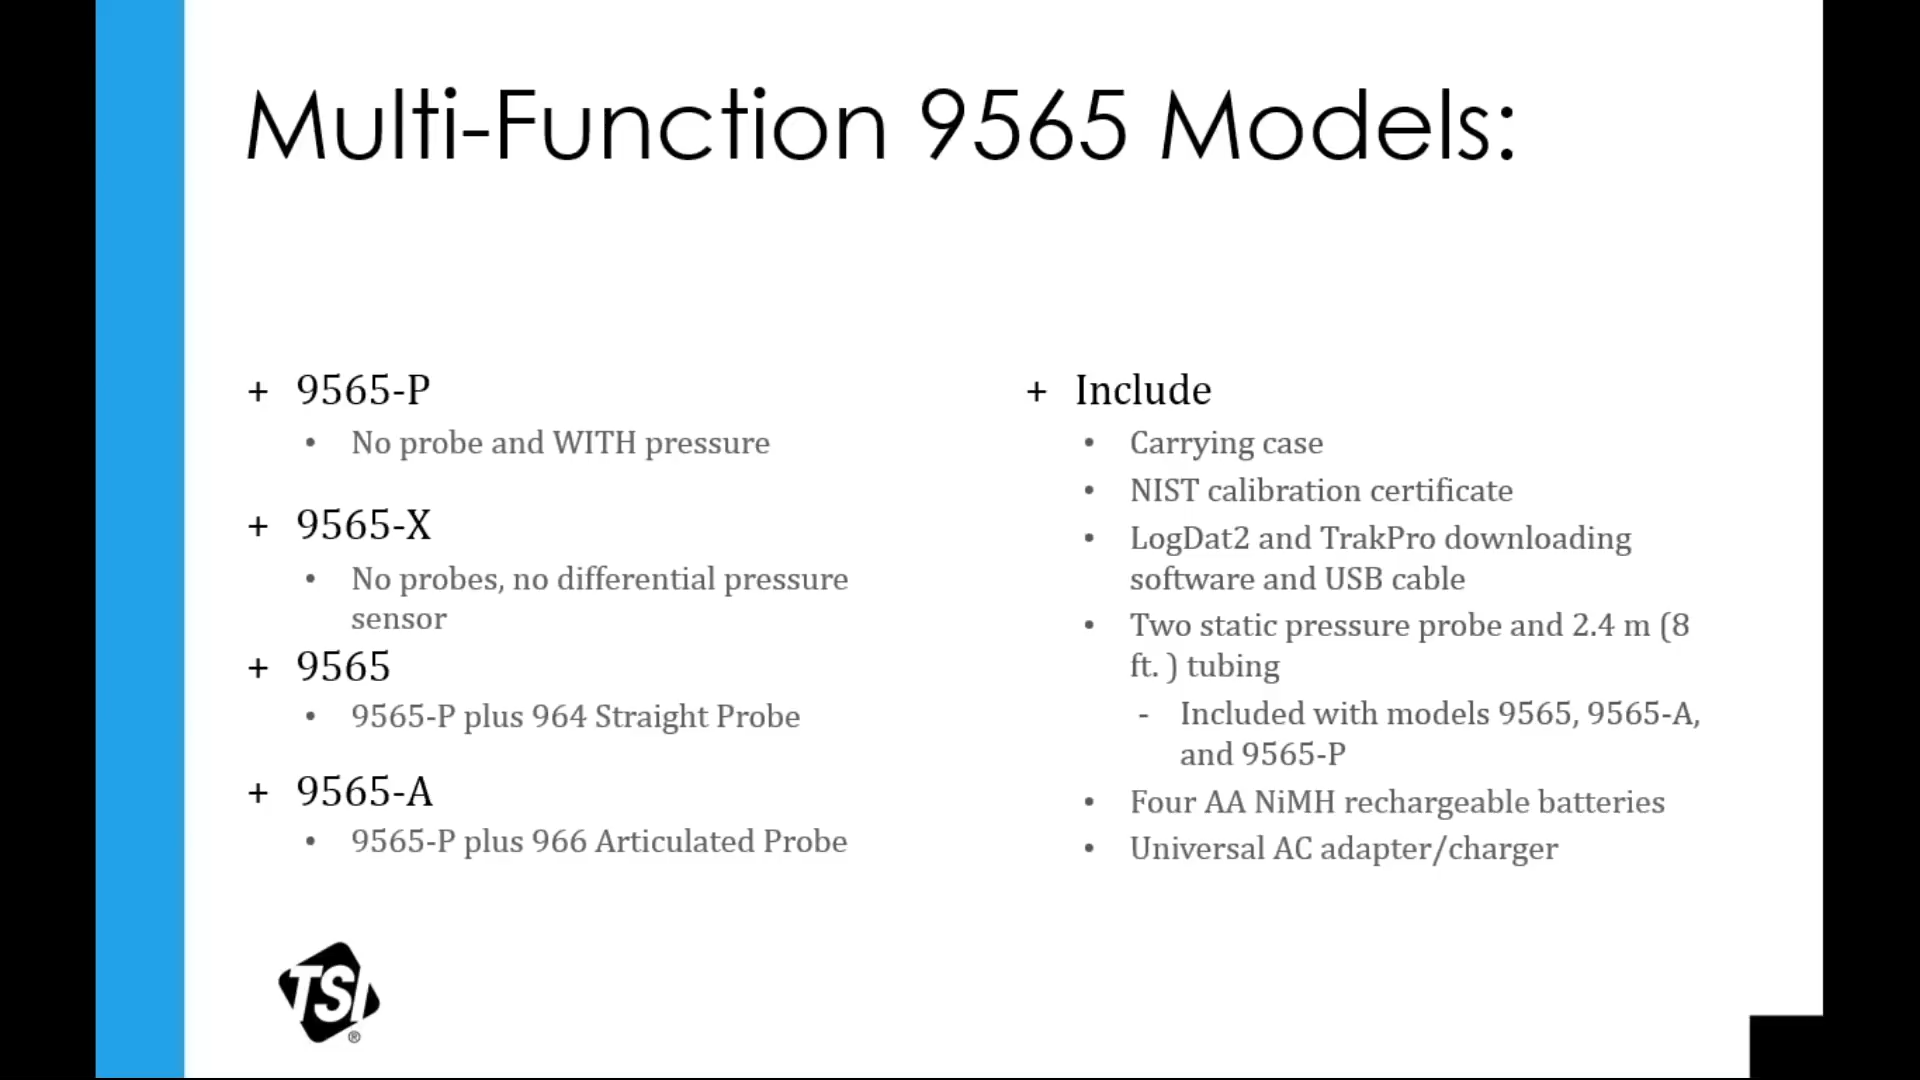 Multi-Function 9565 Models:
+ 9565-P
• No probe and WITH pressure
+ 9565-X
• No probes, no differential pressure
sensor
+ 9565
• 9565-P plus 964 Straight Probe
+ 9565-A
• 9565-P plus 966 Articulated Probe
+ Include
• Carrying case
• NIST calibration certificate
• LogDat2 and TrakPro downloading
software and USB cable
• Two static pressure probe and 2.4 m (8
ft. ) tubing
- Included with models 9565, 9565-A,
and 9565-P
• Four AA NiMH rechargeable batteries
• Universal AC adapter/charger
TSI
®